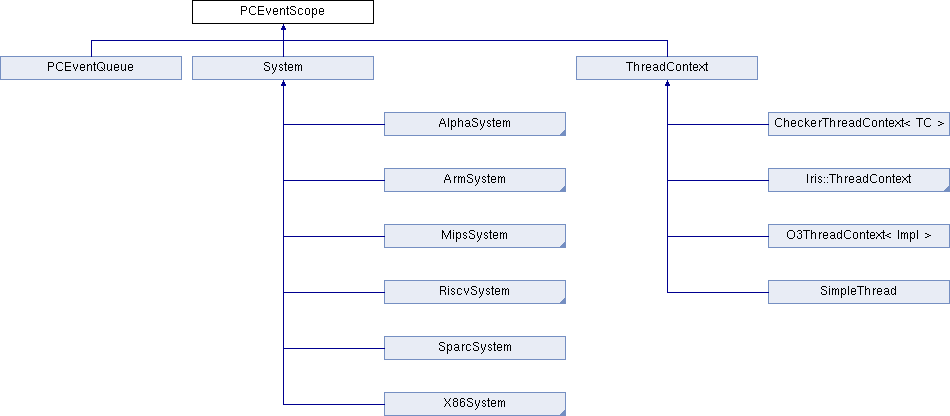 PCEventScope
PCEventQueue
System
ThreadContext
AlphaSystem
CheckerThreadContext< TC >
ArmSystem
Iris::ThreadContext
MipsSystem
O3ThreadContext< Impl >
RiscvSystem
SimpleThread
SparcSystem
X86System